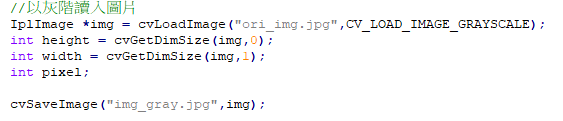 //以灰階讀入圖片
IplImage *img = cvLoadImage("ori_img.jpg",CV_LOAD_IMAGE_GRAYSCALE);
int height = cvGetDimSize(img,0);
int width = cvGetDimSize(img,1);
int pixel;
cvSaveImage("img_gray.jpg",img);